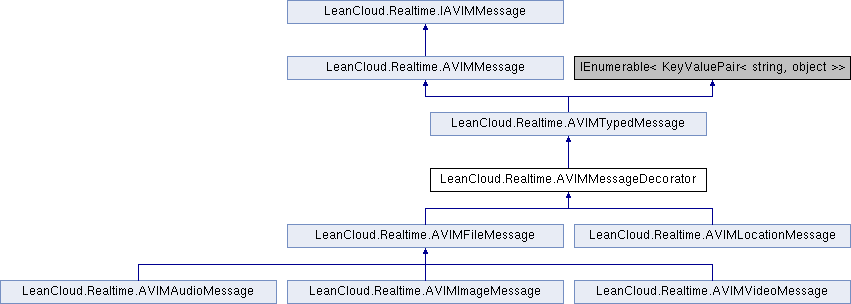 LeanCloud.Realtime.IAVIMMessage
LeanCloud.Realtime.AVIMMessage
IEnumerable< KeyValuePair< string, object >>
LeanCloud.Realtime.AVIMTypedMessage
LeanCloud.Realtime.AVIMMessageDecorator
LeanCloud.Realtime.AVIMFileMessage
LeanCloud.Realtime.AVIMLocationMessage
LeanCloud.Realtime.AVIMAudioMessage
LeanCloud.Realtime.AVIMImageMessage
LeanCloud.Realtime.AVIMVideoMessage